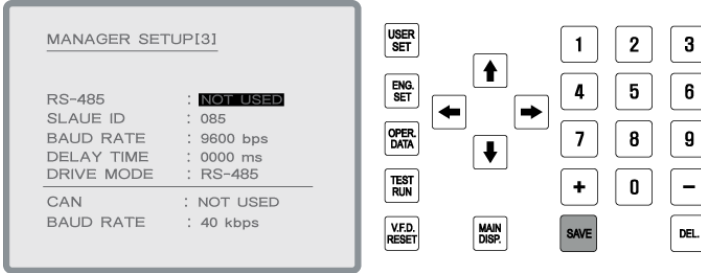 MANAGER SETUP[3]
RS-485 : NOT USED
SLAUE ID : 085
BAUD RATE : 9600 bps
DELAY TIME : 0000 ms
DRIVE MODE : RS-485
CAN : NOT USED
BAUD RATE : 40 kbps
USER SET
1 2 3
ENG. SET
4 5 6
OPER. DATA
7 8 9
TEST RUN
+ 0 −
V.F.D. RESET
MAIN DISP.
SAVE
DEL.